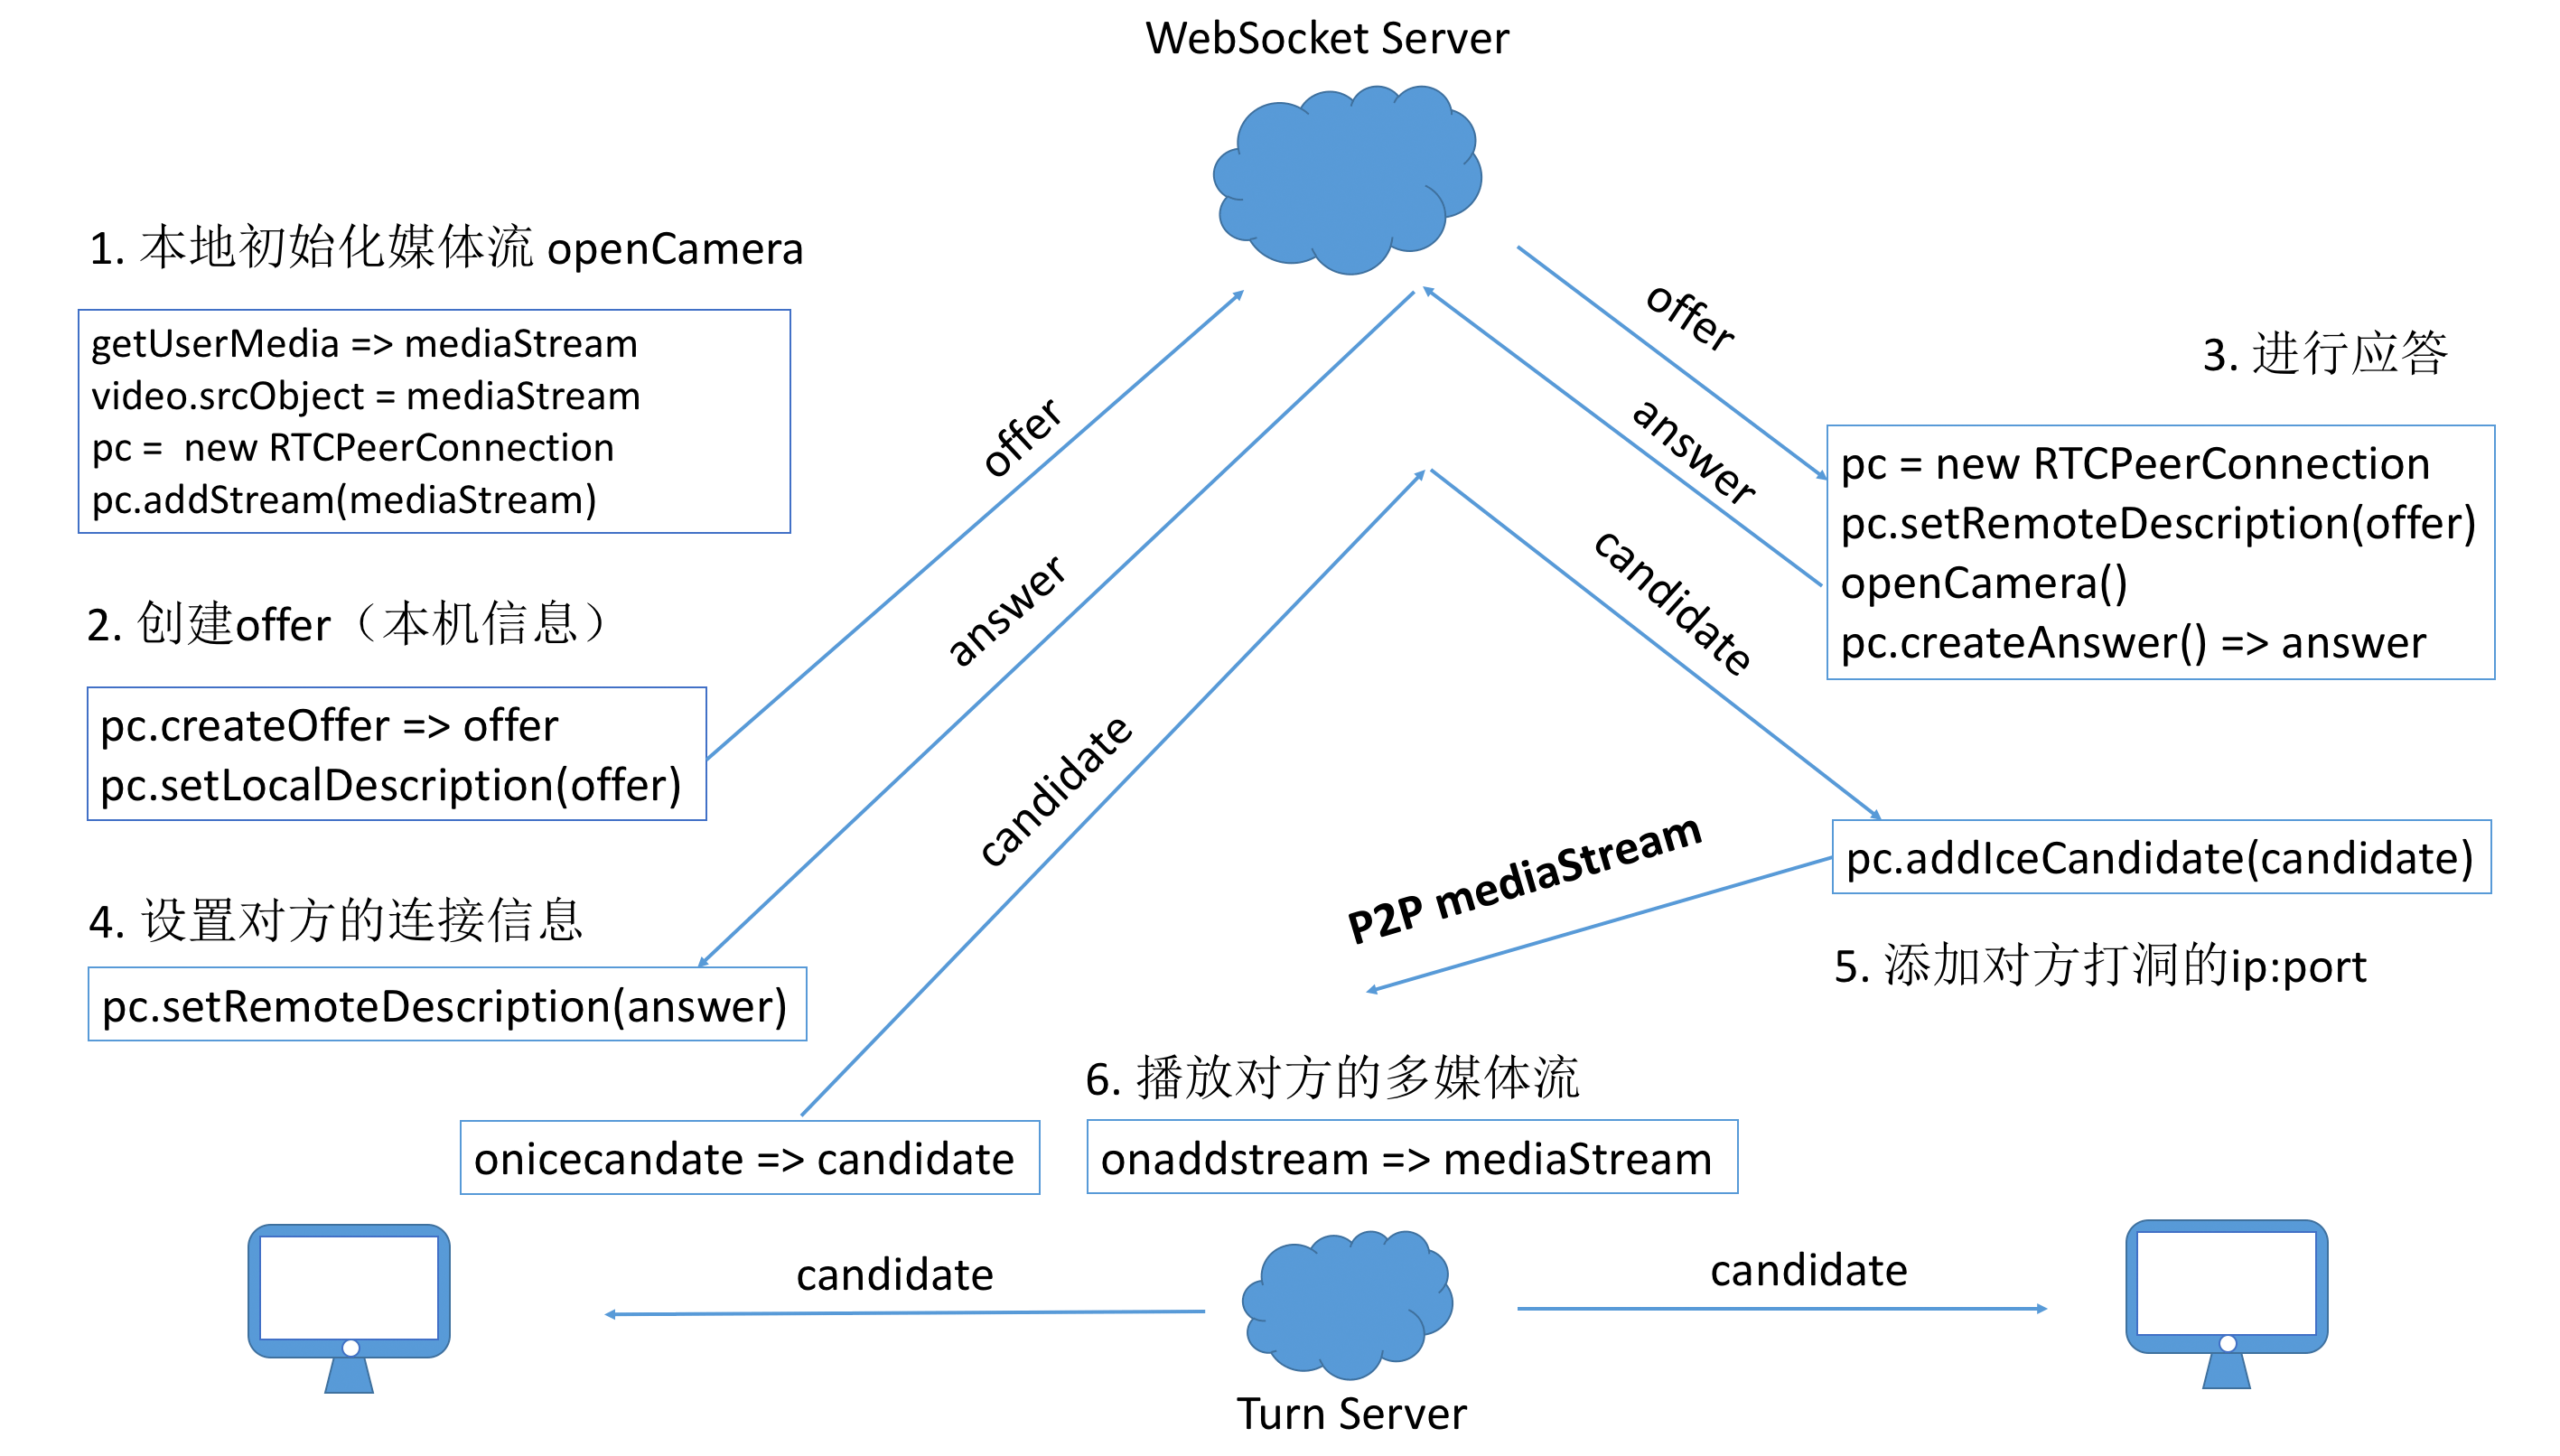 WebSocket Server
1. 本地初始化媒体流 openCamera
getUserMedia => mediaStream
video.srcObject = mediaStream
pc =  new RTCPeerConnection
pc.addStream(mediaStream)
offer
offer
3. 进行应答
answer
pc = new RTCPeerConnection
pc.setRemoteDescription(offer)
openCamera()
pc.createAnswer() => answer
2. 创建offer（本机信息）
pc.createOffer => offer
pc.setLocalDescription(offer)
answer
candidate
candidate
P2P mediaStream
pc.addIceCandidate(candidate)
5. 添加对方打洞的ip:port
4. 设置对方的连接信息
pc.setRemoteDescription(answer)
6. 播放对方的多媒体流
onicecandate => candidate
onaddstream => mediaStream
candidate
candidate
Turn Server